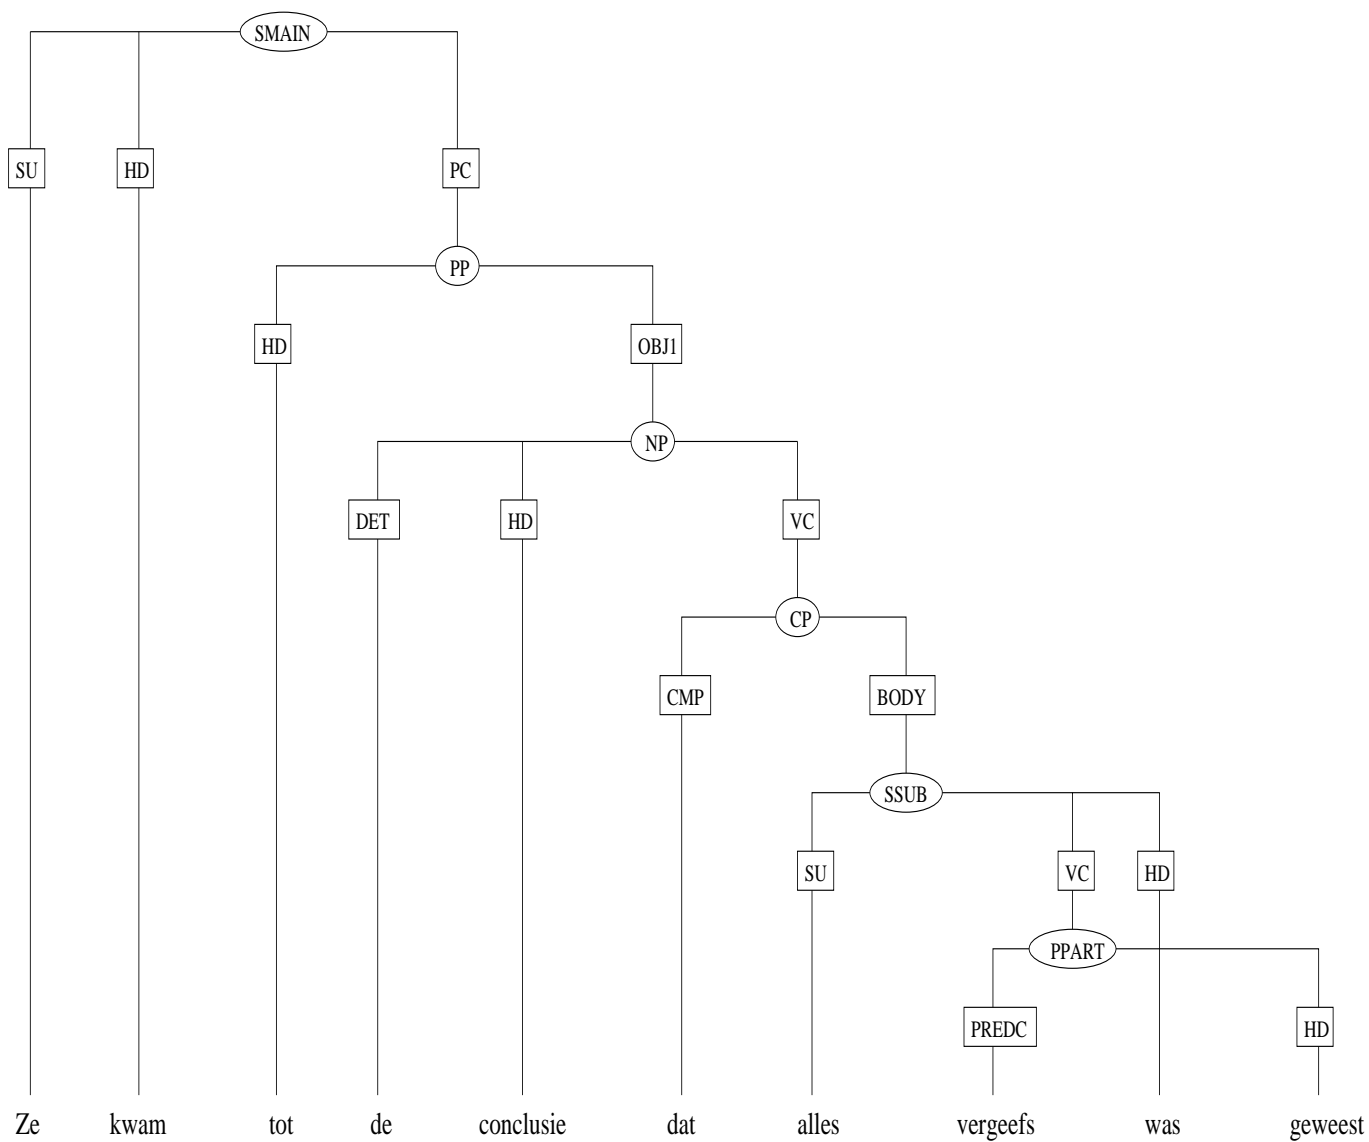 SMAIN
SU HD PC
PP
HD OBJ1
NP
DET HD VC
CP
CMP BODY
SSUB
SU VC HD
PPART
PREDC HD
Ze kwam tot de conclusie dat alles vergeefs was geweest